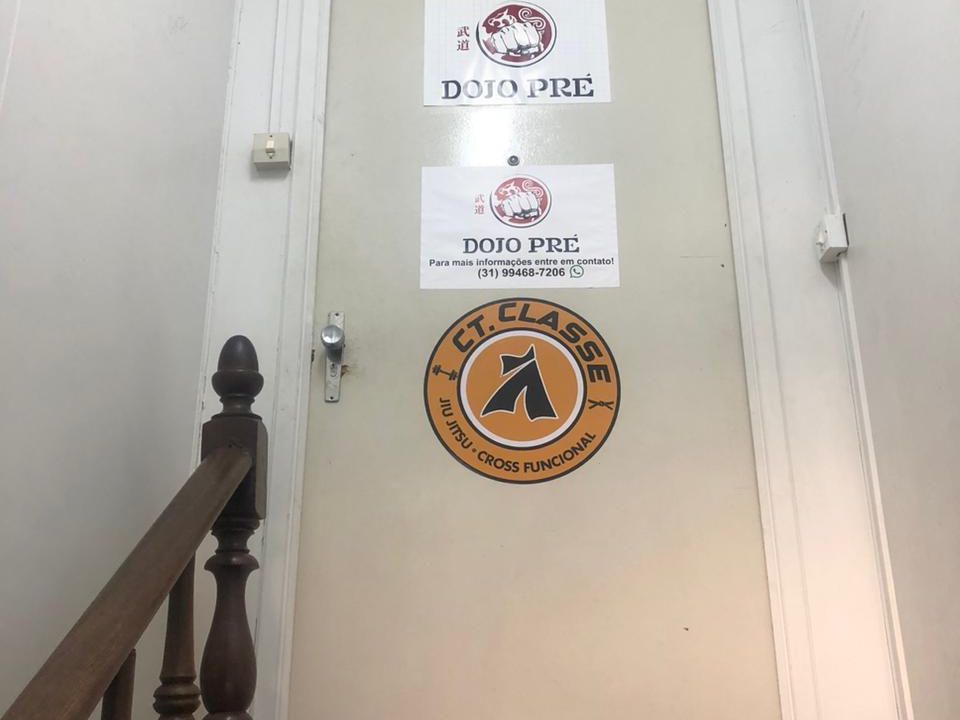 武道
DOJO PRÉ
武道
DOJO PRÉ
Para mais informações entre em contato!
(31) 99468-7206
CT. CLASSE
JIU JITSU • CROSS FUNCIONAL